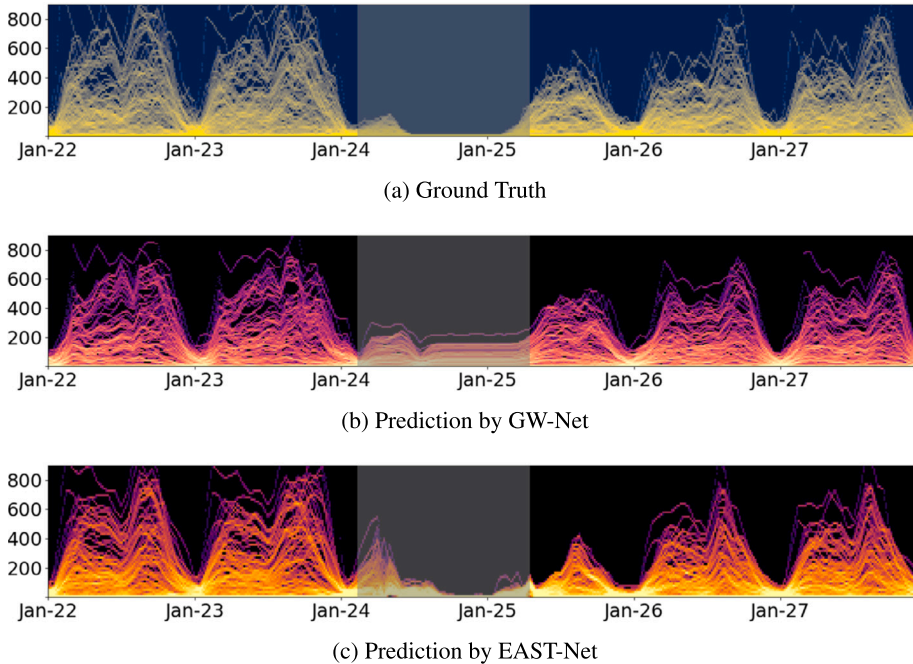 800
600
400
200
Jan-22 Jan-23 Jan-24 Jan-25 Jan-26 Jan-27
(a) Ground Truth
800
600
400
200
Jan-22 Jan-23 Jan-24 Jan-25 Jan-26 Jan-27
(b) Prediction by GW-Net
800
600
400
200
Jan-22 Jan-23 Jan-24 Jan-25 Jan-26 Jan-27
(c) Prediction by EAST-Net